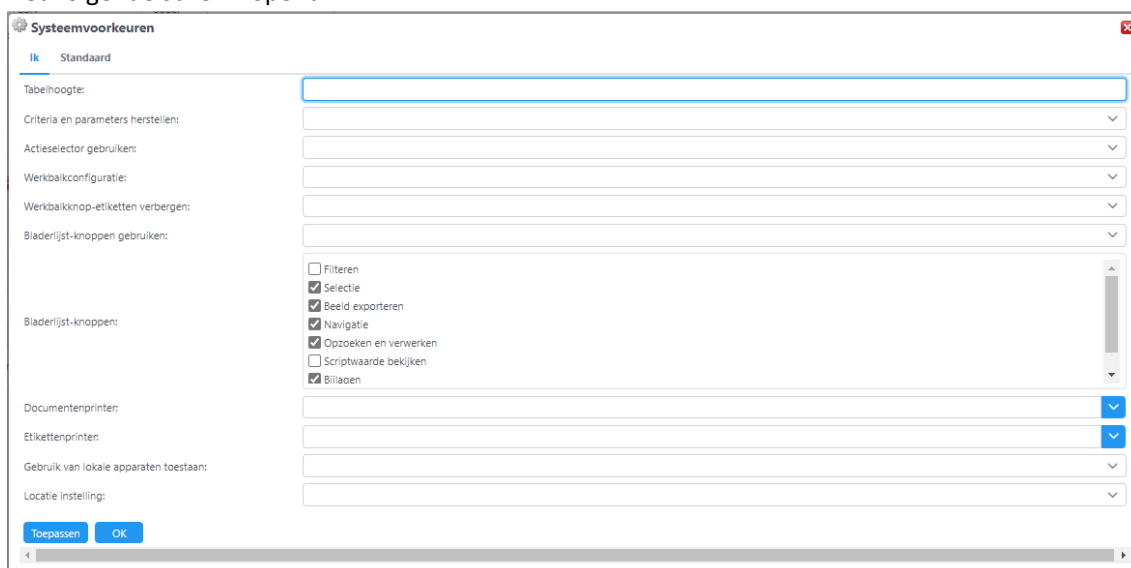 Systeemvoorkeuren
Ik Standaard
Tabelhoogte:
Criteria en parameters herstellen:
Actieselector gebruiken:
Werkbalkconfiguratie:
Werkbalkknop-etiketten verbergen:
Bladerlijst-knoppen gebruiken:
Bladerlijst-knoppen:
Filteren
Selectie
Beeld exporteren
Navigatie
Opzoeken en verwerken
Scriptwaarde bekijken
Bijlagen
Documentenprinter:
Etikettenprinter:
Gebruik van lokale apparaten toestaan:
Locatie instelling:
Toepassen OK